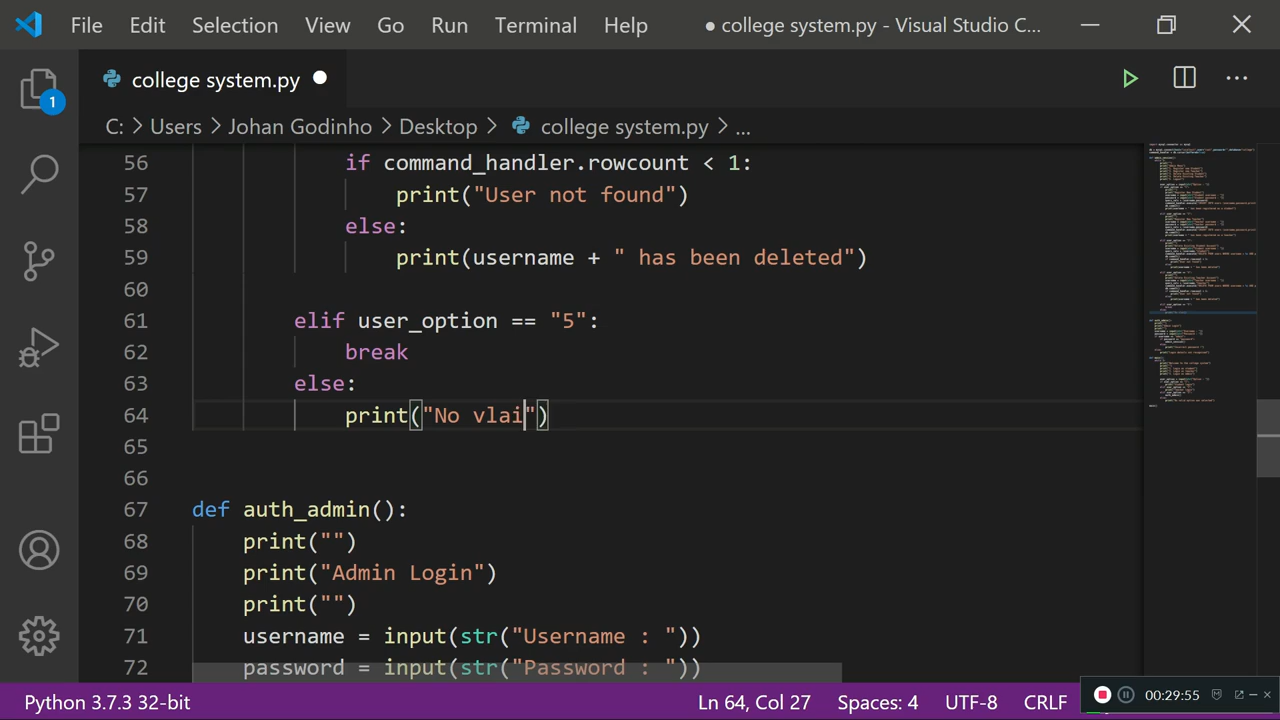 File Edit Selection View Go Run Terminal Help ● college system.py - Visual Studio C...
college system.py
C: > Users > Johan Godinho > Desktop > college system.py > ...
1
56 if command_handler.rowcount < 1:
57 print("User not found")
58 else:
59 print(username + " has been deleted")
60
61 elif user_option == "5":
62 break
63 else:
64 print("No vlai")
65
66
67 def auth_admin():
68 print("")
69 print("Admin Login")
70 print("")
71 username = input(str("Username : "))
72 password = input(str("Password : "))
Python 3.7.3 32-bit Ln 64, Col 27 Spaces: 4 UTF-8 CRLF 00:29:55